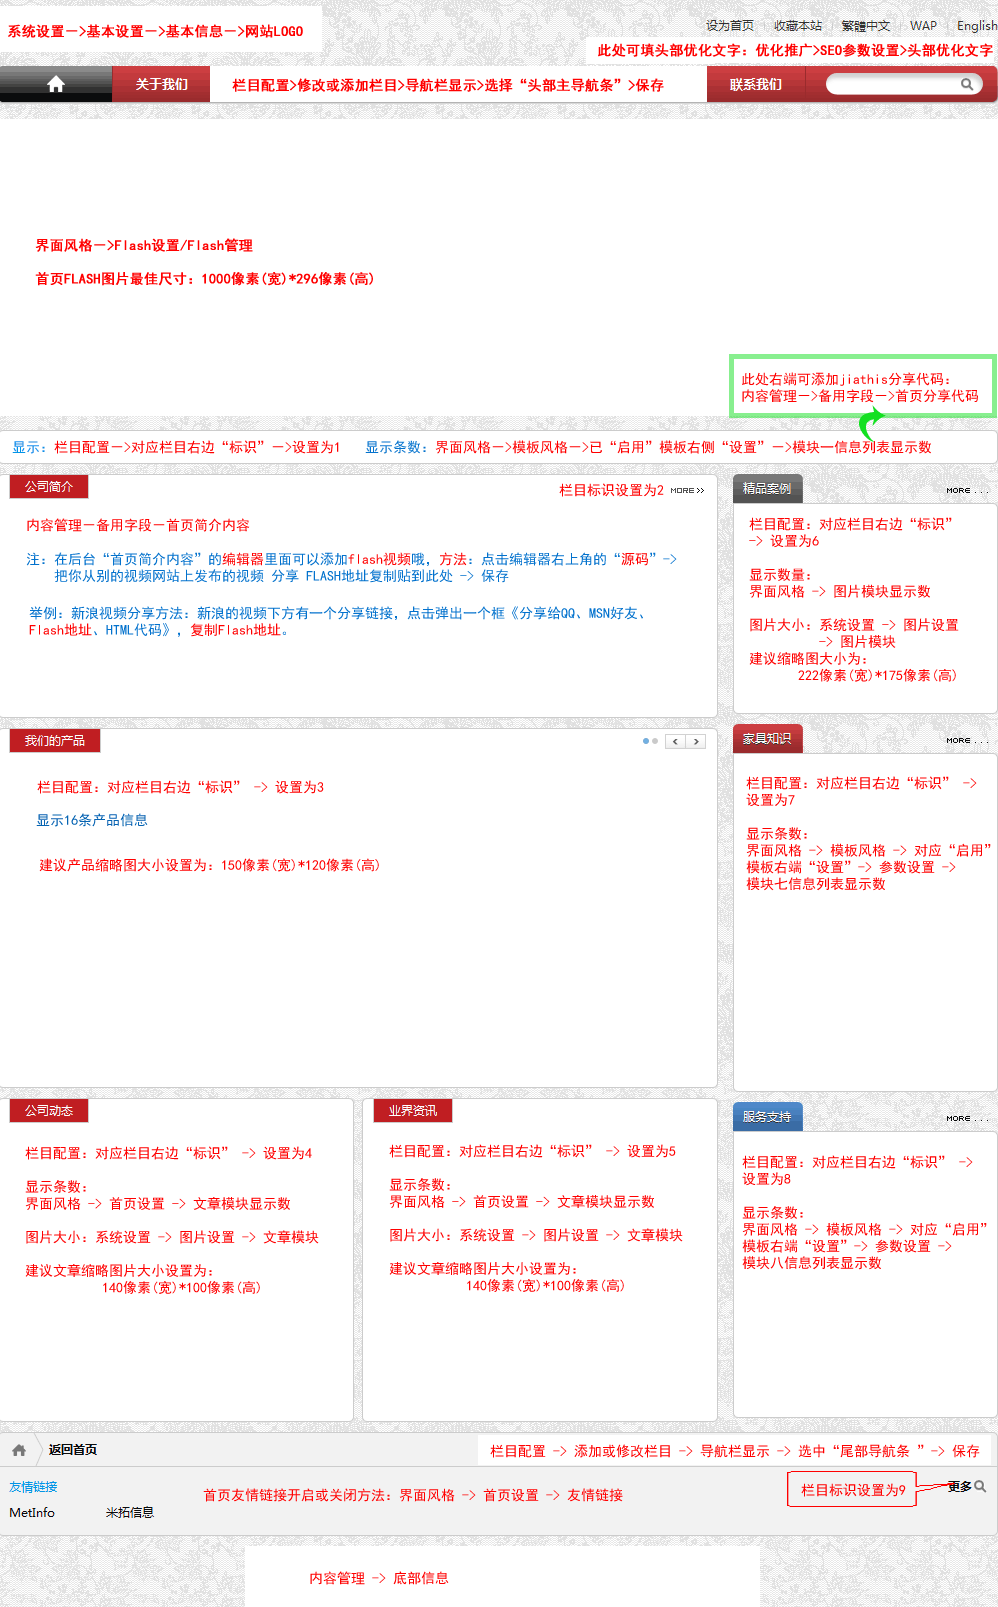 系统设置—>基本设置—>基本信息—>网站LOGO
设为首页 收藏本站 繁體中文 WAP English
此处可填头部优化文字：优化推广>SEO参数设置>头部优化文字
关于我们
栏目配置>修改或添加栏目>导航栏显示>选择“头部主导航条”>保存
联系我们
界面风格—>Flash设置/Flash管理
首页FLASH图片最佳尺寸：1000像素(宽)*296像素(高)
此处右端可添加jiathis分享代码：
内容管理—>备用字段—>首页分享代码
显示：栏目配置—>对应栏目右边“标识”—>设置为1 显示条数：界面风格—>模板风格—>已“启用”模板右侧“设置”—>模块一信息列表显示数
公司简介
栏目标识设置为2 MORE >>
内容管理—备用字段—首页简介内容
注：在后台“首页简介内容”的编辑器里面可以添加flash视频哦，方法：点击编辑器右上角的“源码”->
把你从别的视频网站上发布的视频 分享 FLASH地址复制贴到此处 -> 保存
举例：新浪视频分享方法：新浪的视频下方有一个分享链接，点击弹出一个框《分享给QQ、MSN好友、
Flash地址、HTML代码》，复制Flash地址。
精品案例
MORE ...
栏目配置：对应栏目右边“标识”
-> 设置为6
显示数量：
界面风格 -> 图片模块显示数
图片大小：系统设置 -> 图片设置
-> 图片模块
建议缩略图大小为：
222像素(宽)*175像素(高)
我们的产品
栏目配置：对应栏目右边“标识” -> 设置为3
显示16条产品信息
建议产品缩略图大小设置为：150像素(宽)*120像素(高)
家具知识
MORE ...
栏目配置：对应栏目右边“标识” ->
设置为7
显示条数：
界面风格 -> 模板风格 -> 对应“启用”
模板右端“设置”-> 参数设置 ->
模块七信息列表显示数
公司动态
栏目配置：对应栏目右边“标识” -> 设置为4
显示条数：
界面风格 -> 首页设置 -> 文章模块显示数
图片大小：系统设置 -> 图片设置 -> 文章模块
建议文章缩略图片大小设置为：
140像素(宽)*100像素(高)
业界资讯
栏目配置：对应栏目右边“标识” -> 设置为5
显示条数：
界面风格 -> 首页设置 -> 文章模块显示数
图片大小：系统设置 -> 图片设置 -> 文章模块
建议文章缩略图片大小设置为：
140像素(宽)*100像素(高)
服务支持
MORE ...
栏目配置：对应栏目右边“标识” ->
设置为8
显示条数：
界面风格 -> 模板风格 -> 对应“启用”
模板右端“设置”-> 参数设置 ->
模块八信息列表显示数
返回首页
栏目配置 -> 添加或修改栏目 -> 导航栏显示 -> 选中“尾部导航条 ”-> 保存
友情链接
首页友情链接开启或关闭方法：界面风格 -> 首页设置 -> 友情链接
栏目标识设置为9
更多
MetInfo 米拓信息
内容管理 -> 底部信息